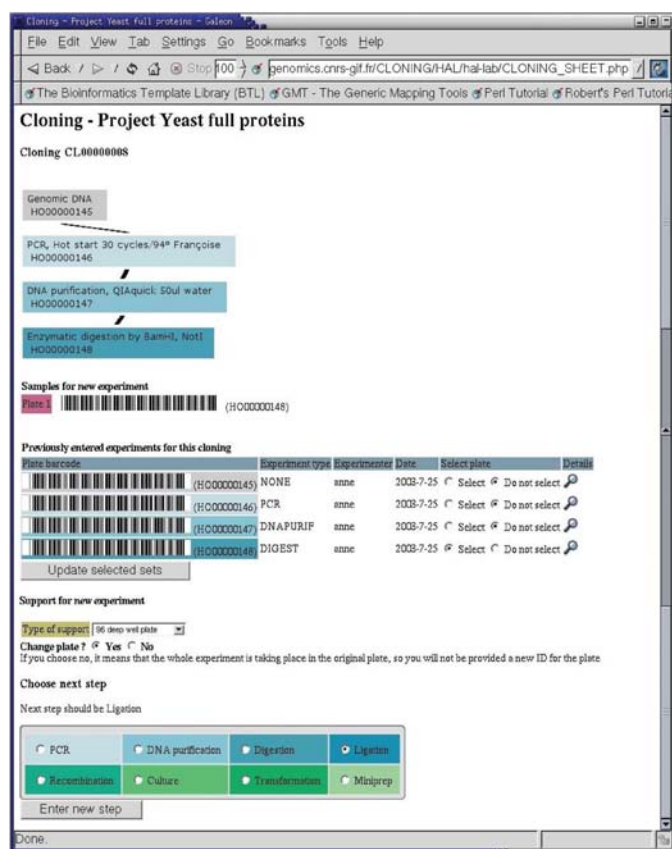 Cloning - Project Yeast full proteins - Galeon
File Edit View Tab Settings Go Bookmarks Tools Help
Back Stop 100 genomics.cnrs-gif.fr/CLONING/HAL/hal-lab/CLONING_SHEET.php
The Bioinformatics Template Library (BTL) GMT - The Generic Mapping Tools Perl Tutorial Robert's Perl Tutoria
Cloning - Project Yeast full proteins
Cloning CL00000008
Genomic DNA
HO00000145
PCR, Hot start 30 cycles/94° Françoise
HO00000146
DNA purification, QIAquick 50ul water
HO00000147
Enzymatic digestion by BamHI, NotI
HO00000148
Samples for new experiment
Plate 1 (HO00000148)
Previously entered experiments for this cloning
Plate barcode Experiment type Experimenter Date Select plate Details
(HO00000145) NONE anne 2003-7-25 Select Do not select
(HO00000146) PCR anne 2003-7-25 Select Do not select
(HO00000147) DNAPURIF anne 2003-7-25 Select Do not select
(HO00000148) DIGEST anne 2003-7-25 Select Do not select
Update selected sets
Support for new experiment
Type of support 96 deep well plate
Change plate ? Yes No
If you choose no, it means that the whole experiment is taking place in the original plate, so you will not be provided a new ID for the plate
Choose next step
Next step should be Ligation
PCR DNA purification Digestion Ligation
Recombination Culture Transformation Miniprep
Enter new step
Done.